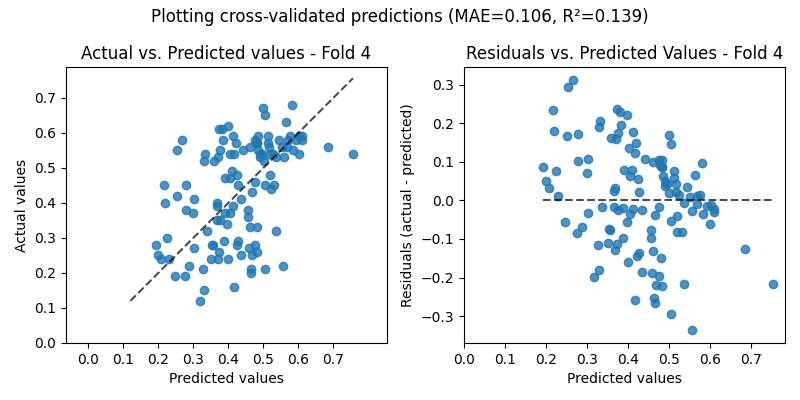 Plotting cross-validated predictions (MAE=0.106, R²=0.139)
Actual vs. Predicted values - Fold 4
0.7
0.6
0.5
0.4
0.3
0.2
0.1
0.0
Actual values
0.0 0.1 0.2 0.3 0.4 0.5 0.6 0.7
Predicted values
Residuals vs. Predicted Values - Fold 4
0.3
0.2
0.1
0.0
−0.1
−0.2
−0.3
Residuals (actual - predicted)
0.0 0.1 0.2 0.3 0.4 0.5 0.6 0.7
Predicted values